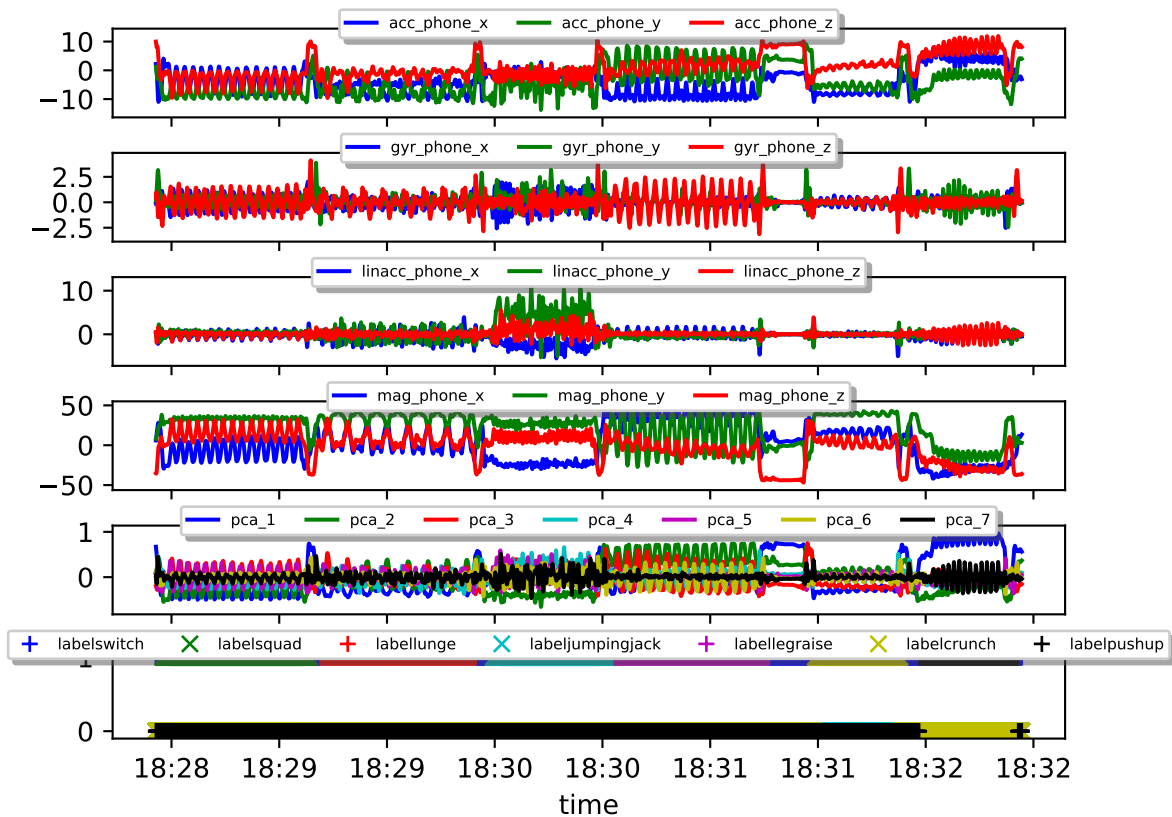 acc_phone_x acc_phone_y acc_phone_z
10
0
−10
gyr_phone_x gyr_phone_y gyr_phone_z
2.5
0.0
−2.5
linacc_phone_x linacc_phone_y linacc_phone_z
10
0
mag_phone_x mag_phone_y mag_phone_z
50
0
−50
pca_1 pca_2 pca_3 pca_4 pca_5 pca_6 pca_7
1
0
labelswitch labelsquad labellunge labeljumpingjack labellegraise labelcrunch labelpushup
1
0
18:28 18:29 18:30 18:30 18:31 18:31 18:32 18:32
time